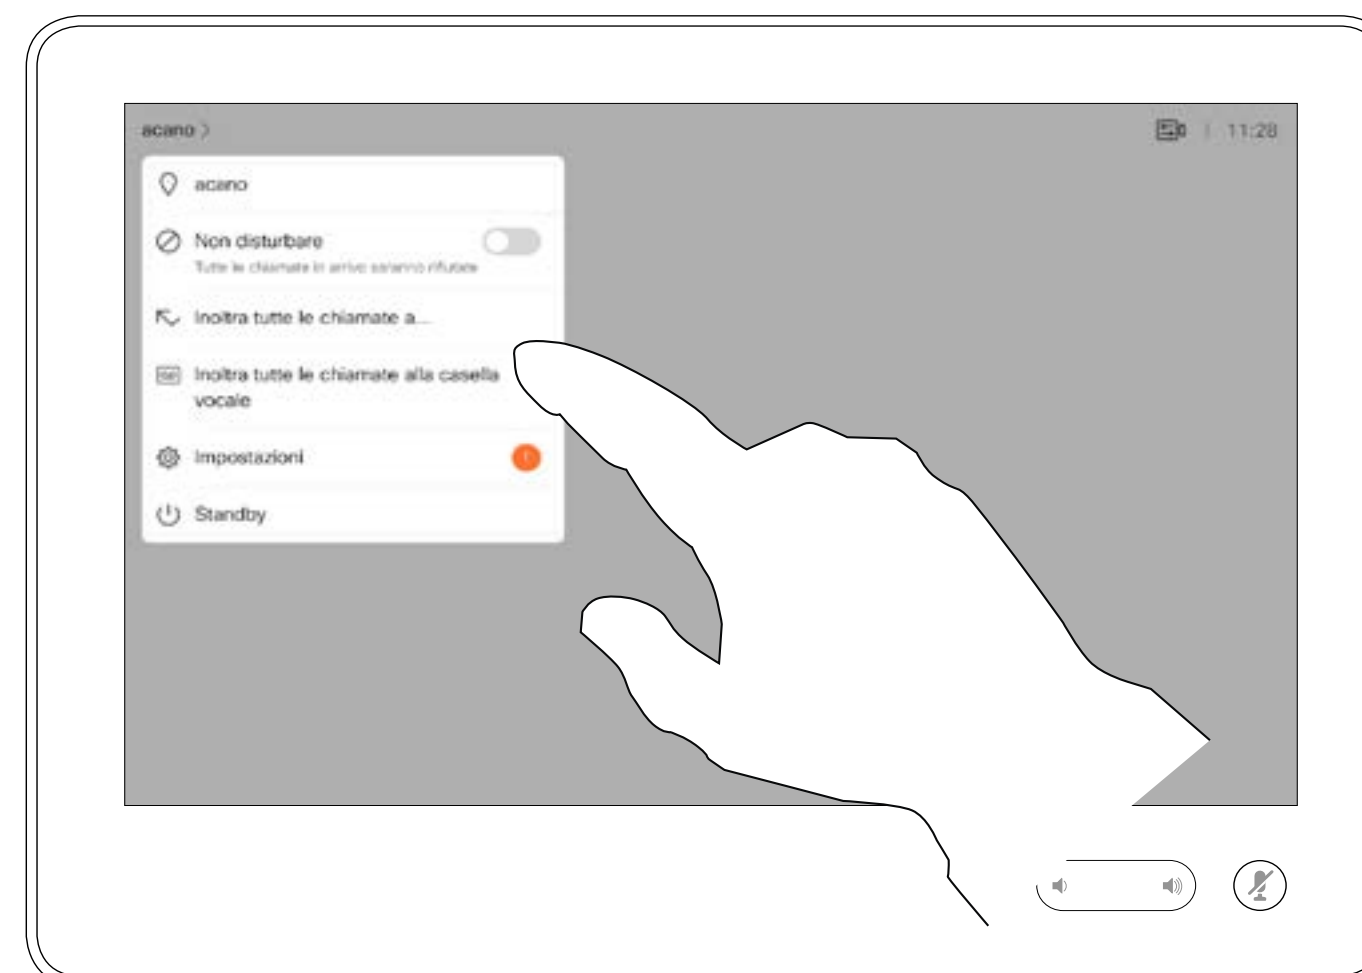 acano >
11:28
acano
Non disturbare
Tutte le chiamate in arrivo saranno rifiutate
Inoltra tutte le chiamate a...
Inoltra tutte le chiamate alla casella
vocale
Impostazioni
!
Standby